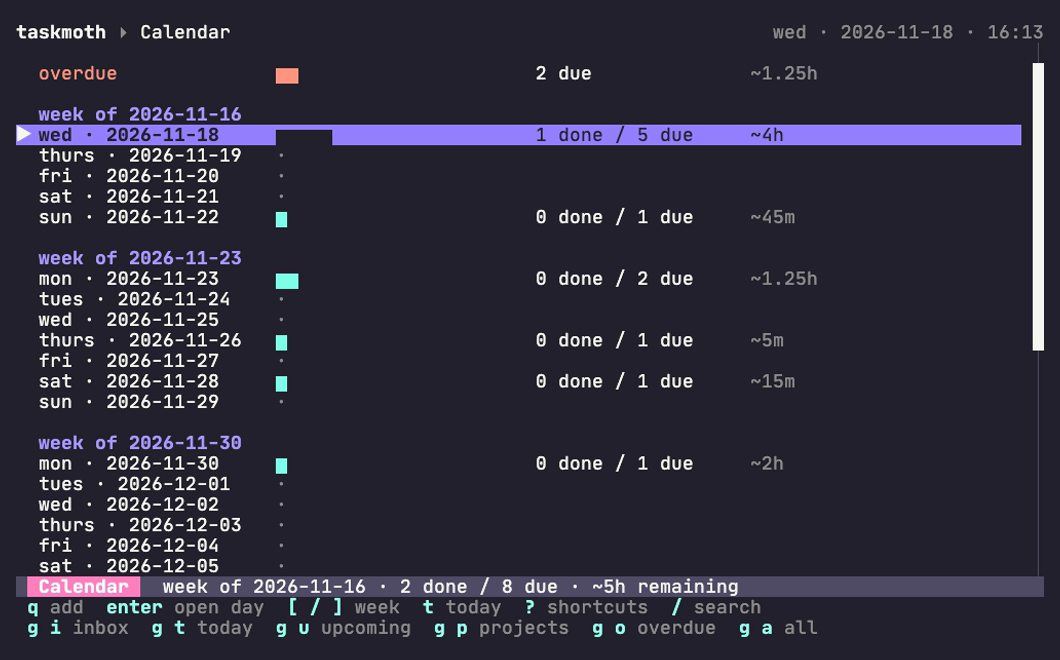 taskmoth ▸ Calendar wed · 2026-11-18 · 16:13
overdue 2 due ~1.25h
week of 2026-11-16
▶ wed · 2026-11-18 1 done / 5 due ~4h
thurs · 2026-11-19 ·
fri · 2026-11-20 ·
sat · 2026-11-21 ·
sun · 2026-11-22 0 done / 1 due ~45m
week of 2026-11-23
mon · 2026-11-23 0 done / 2 due ~1.25h
tues · 2026-11-24 ·
wed · 2026-11-25 ·
thurs · 2026-11-26 0 done / 1 due ~5m
fri · 2026-11-27 ·
sat · 2026-11-28 0 done / 1 due ~15m
sun · 2026-11-29 ·
week of 2026-11-30
mon · 2026-11-30 0 done / 1 due ~2h
tues · 2026-12-01 ·
wed · 2026-12-02 ·
thurs · 2026-12-03 ·
fri · 2026-12-04 ·
sat · 2026-12-05 ·
Calendar week of 2026-11-16 · 2 done / 8 due · ~5h remaining
q add enter open day [ / ] week t today ? shortcuts / search
g i inbox g t today g u upcoming g p projects g o overdue g a all